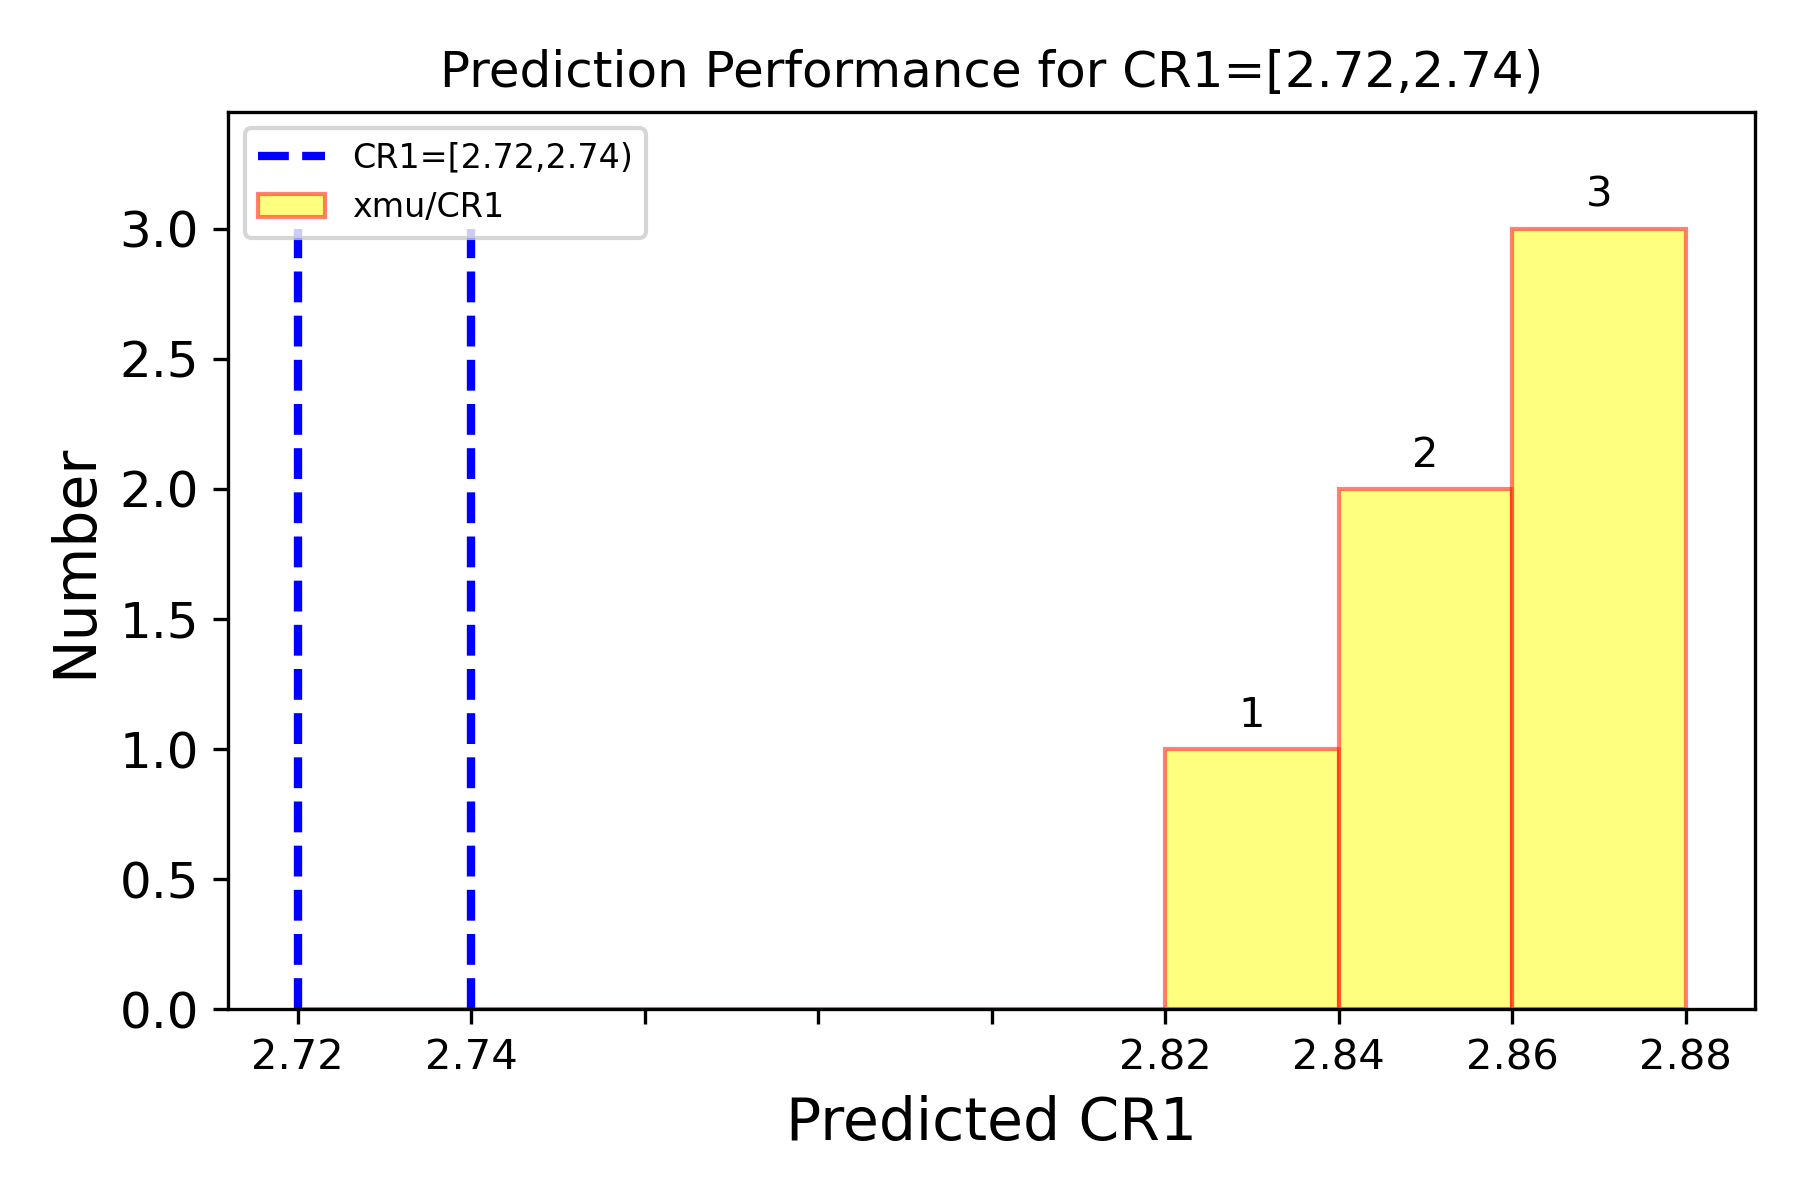 Prediction Performance for CR1=[2.72,2.74)
CR1=[2.72,2.74)
xmu/CR1
3
3.0
2.5
2
2.0
1.5
1
1.0
0.5
0.0
Number
2.72 2.74 2.82 2.84 2.86 2.88
Predicted CR1